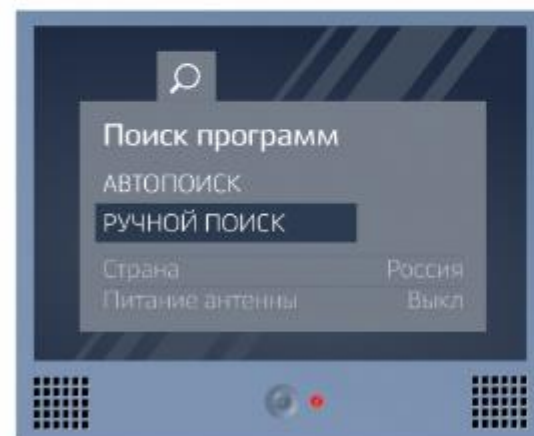 Поиск программ
АВТОПОИСК
РУЧНОЙ ПОИСК
Страна Россия
Питание антенны Выкл